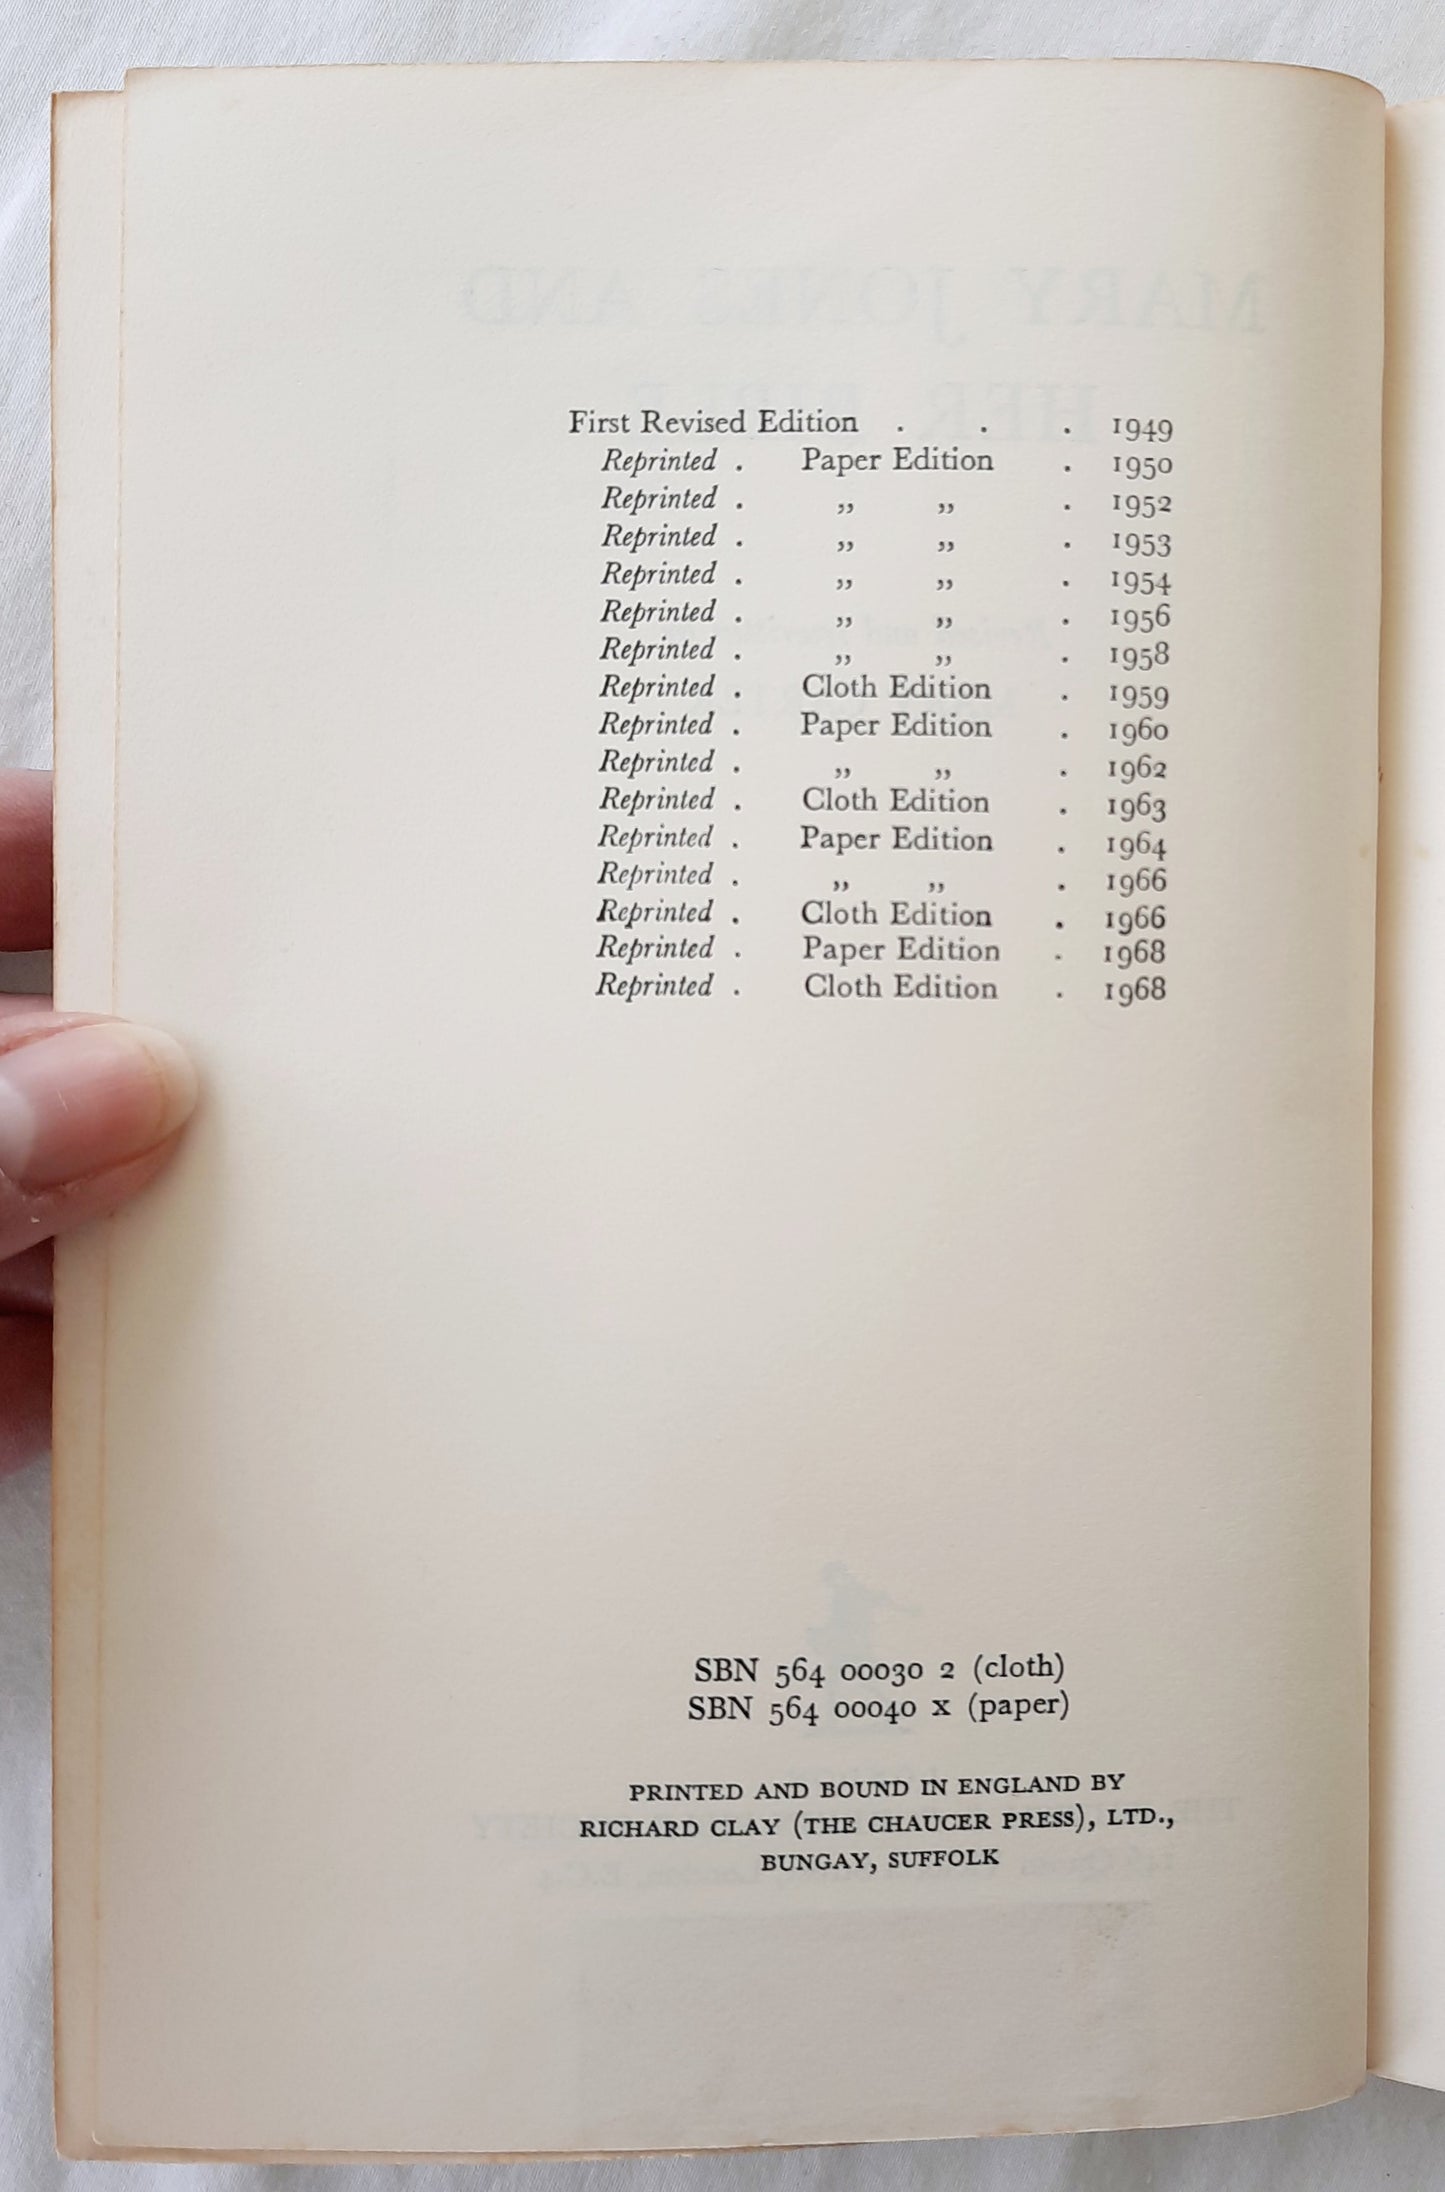 First Revised Edition . . . 1949
Reprinted . Paper Edition . 1950
Reprinted . ,, ,, . 1952
Reprinted . ,, ,, . 1953
Reprinted . ,, ,, . 1954
Reprinted . ,, ,, . 1956
Reprinted . ,, ,, . 1958
Reprinted . Cloth Edition . 1959
Reprinted . Paper Edition . 1960
Reprinted . ,, ,, . 1962
Reprinted . Cloth Edition . 1963
Reprinted . Paper Edition . 1964
Reprinted . ,, ,, . 1966
Reprinted . Cloth Edition . 1966
Reprinted . Paper Edition . 1968
Reprinted . Cloth Edition . 1968
SBN 564 00030 2 (cloth)
SBN 564 00040 x (paper)
PRINTED AND BOUND IN ENGLAND BY
RICHARD CLAY (THE CHAUCER PRESS), LTD.,
BUNGAY, SUFFOLK